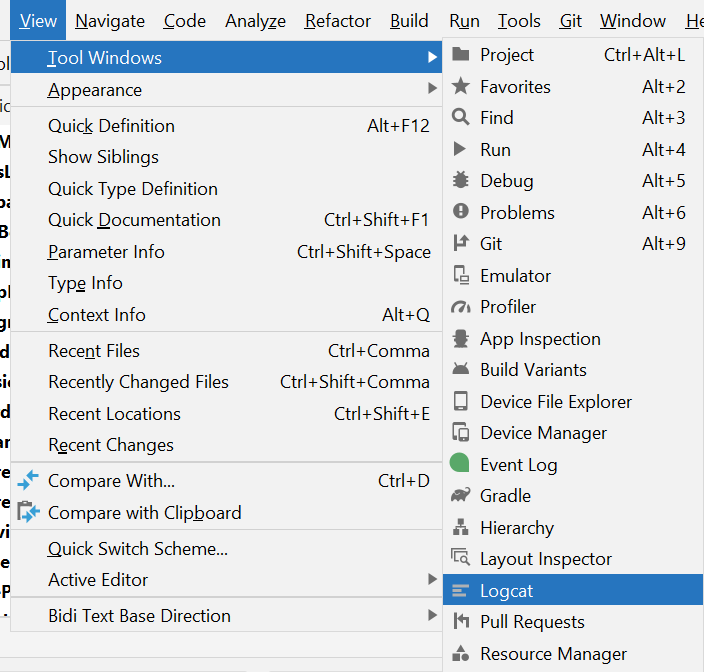 View Navigate Code Analyze Refactor Build Run Tools Git Window
Tool Windows
Appearance
Quick Definition Alt+F12
Show Siblings
Quick Type Definition
Quick Documentation Ctrl+Shift+F1
Parameter Info Ctrl+Shift+Space
Type Info
Context Info Alt+Q
Recent Files Ctrl+Comma
Recently Changed Files Ctrl+Shift+Comma
Recent Locations Ctrl+Shift+E
Recent Changes
Compare With... Ctrl+D
Compare with Clipboard
Quick Switch Scheme...
Active Editor
Bidi Text Base Direction
Project Ctrl+Alt+L
Favorites Alt+2
Find Alt+3
Run Alt+4
Debug Alt+5
Problems Alt+6
Git Alt+9
Emulator
Profiler
App Inspection
Build Variants
Device File Explorer
Device Manager
Event Log
Gradle
Hierarchy
Layout Inspector
Logcat
Pull Requests
Resource Manager